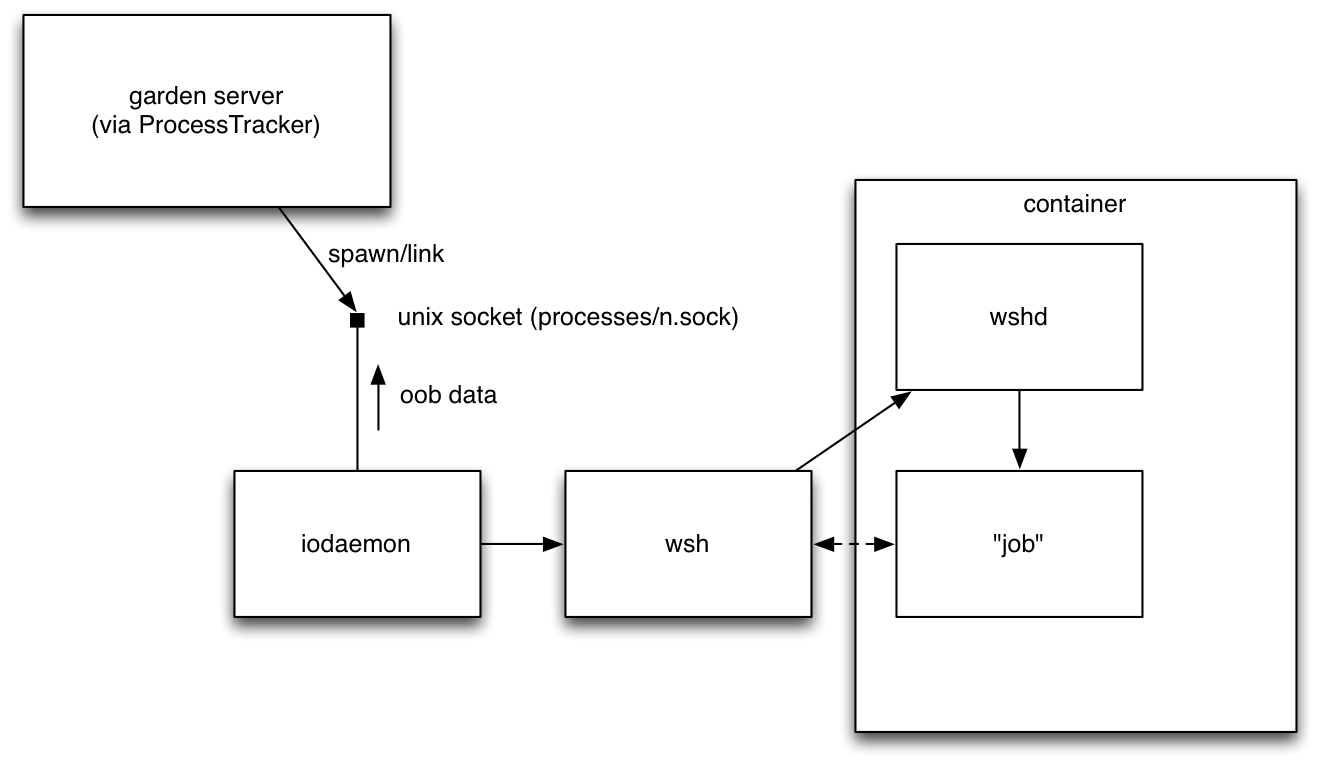 garden server
(via ProcessTracker)
container
spawn/link
unix socket (processes/n.sock)
wshd
oob data
iodaemon
wsh
"job"